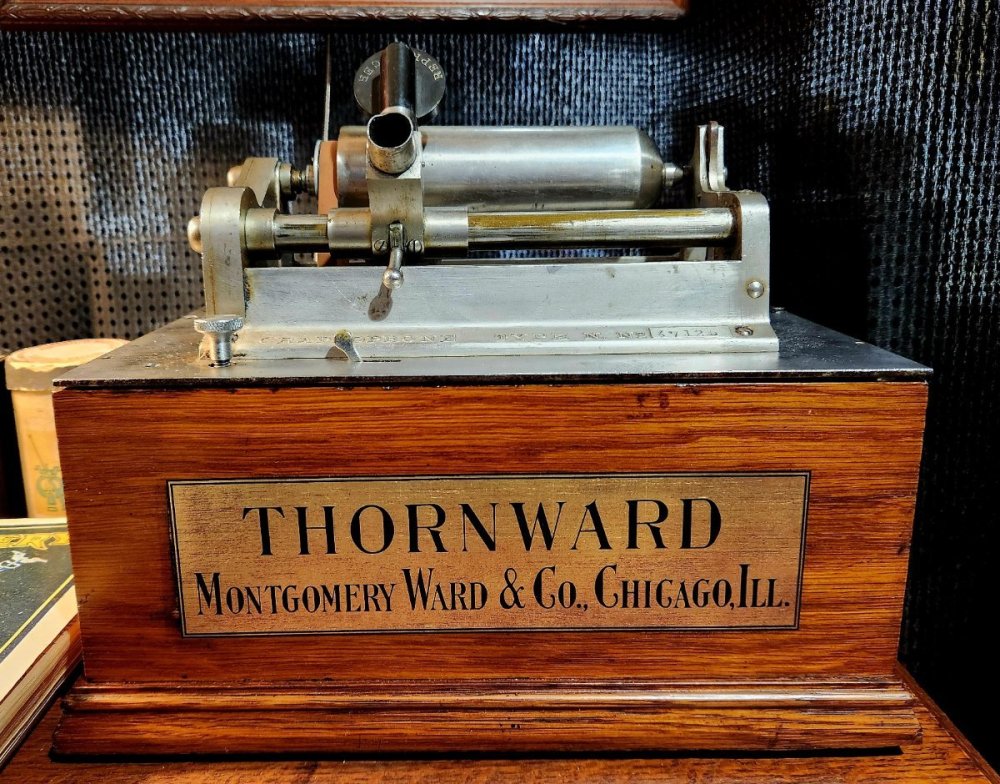 THORNWARD
MONTGOMERY WARD & CO., CHICAGO, ILL.